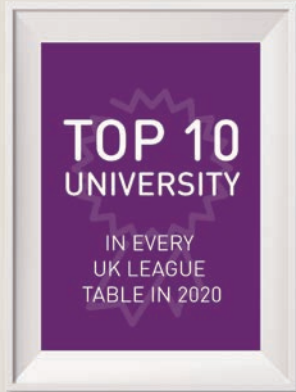 TOP 10
UNIVERSITY
IN EVERY
UK LEAGUE
TABLE IN 2020